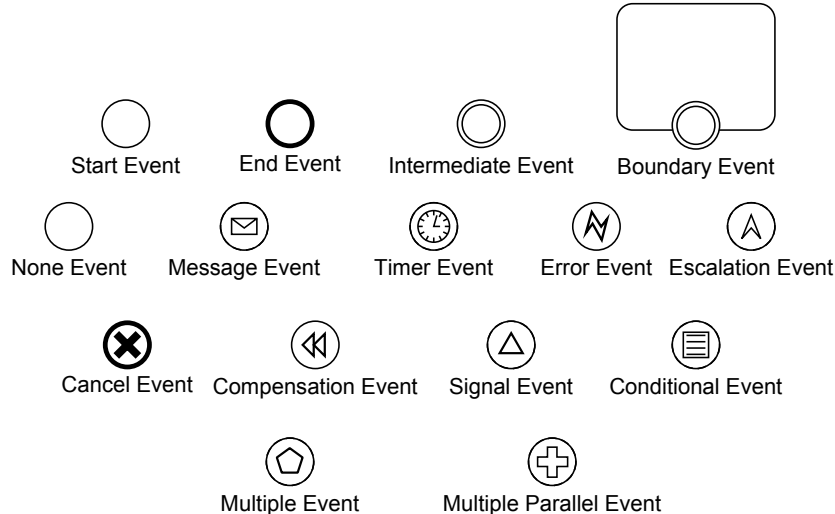 Start Event
End Event
Intermediate Event
Boundary Event
None Event
Message Event
Timer Event
Error Event
Escalation Event
Cancel Event
Compensation Event
Signal Event
Conditional Event
Multiple Event
Multiple Parallel Event